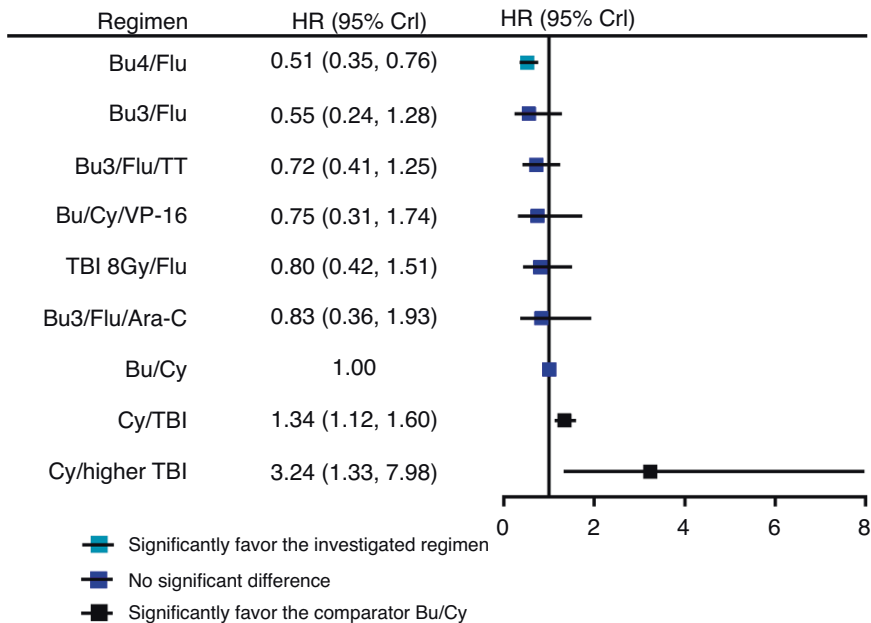 Regimen HR (95% Crl) HR (95% Crl)
Bu4/Flu 0.51 (0.35, 0.76)
Bu3/Flu 0.55 (0.24, 1.28)
Bu3/Flu/TT 0.72 (0.41, 1.25)
Bu/Cy/VP-16 0.75 (0.31, 1.74)
TBI 8Gy/Flu 0.80 (0.42, 1.51)
Bu3/Flu/Ara-C 0.83 (0.36, 1.93)
Bu/Cy 1.00
Cy/TBI 1.34 (1.12, 1.60)
Cy/higher TBI 3.24 (1.33, 7.98)
0 2 4 6 8
Significantly favor the investigated regimen
No significant difference
Significantly favor the comparator Bu/Cy